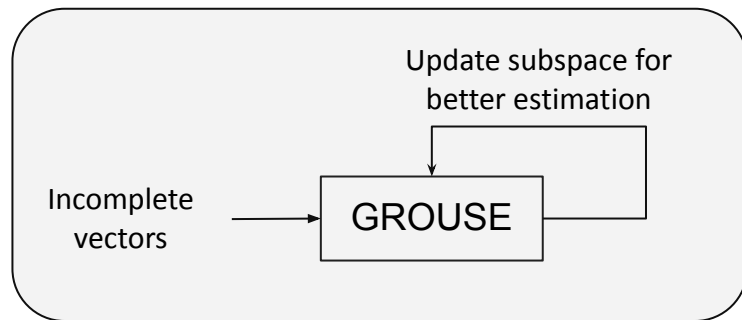 Update subspace for
better estimation
Incomplete
vectors
GROUSE